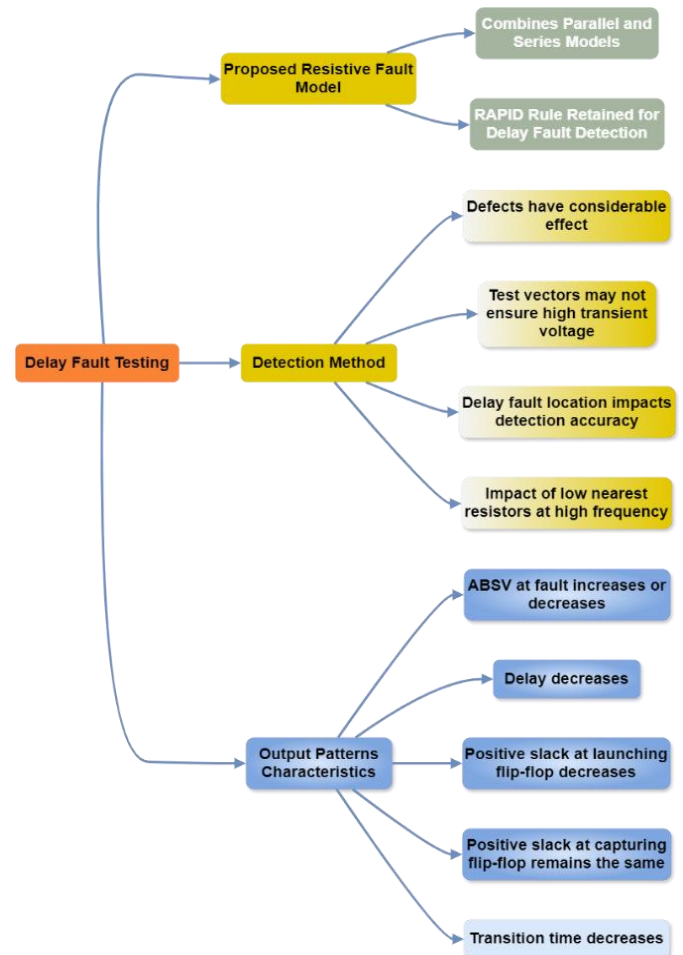 Combines Parallel and
Series Models
Proposed Resistive Fault
Model
RAPID Rule Retained for
Delay Fault Detection
Defects have considerable
effect
Test vectors may not
ensure high transient
voltage
Delay Fault Testing
Detection Method
Delay fault location impacts
detection accuracy
Impact of low nearest
resistors at high frequency
ABSV at fault increases or
decreases
Delay decreases
Output Patterns
Characteristics
Positive slack at launching
flip-flop decreases
Positive slack at capturing
flip-flop remains the same
Transition time decreases